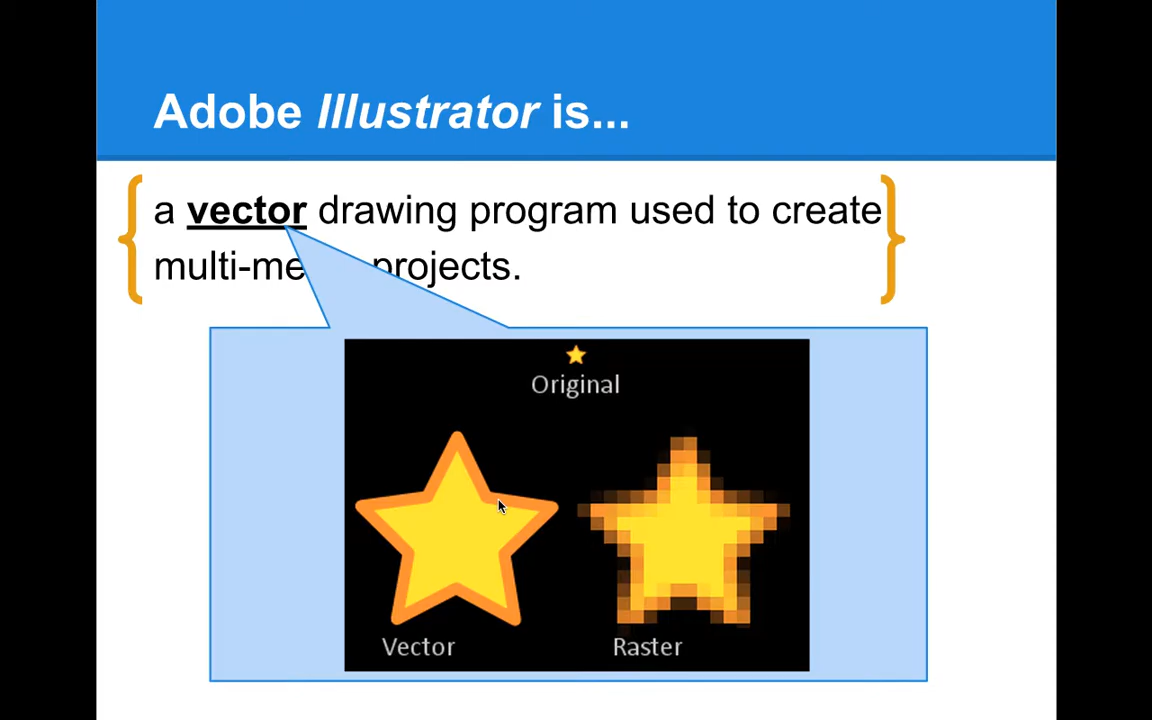 Adobe Illustrator is...
a vector drawing program used to create
multi-me projects.
Original
Vector
Raster